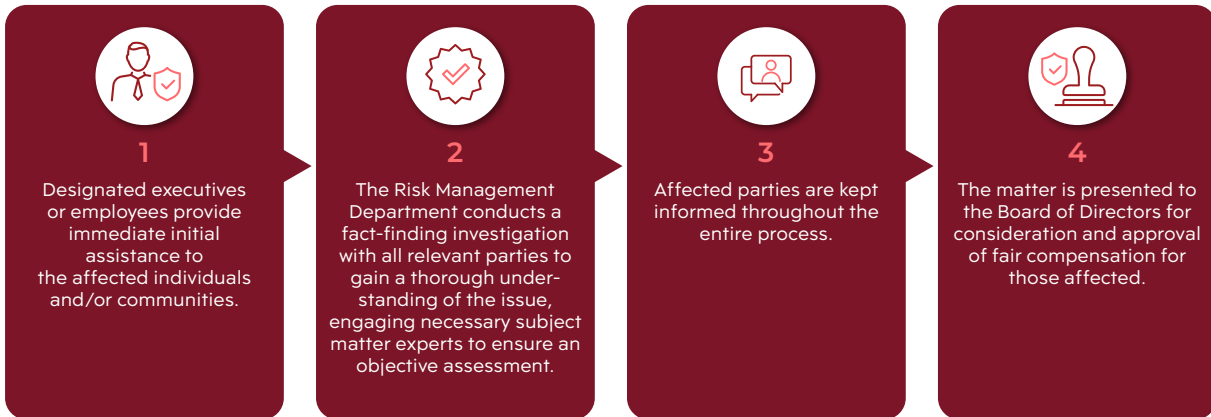 1
Designated executives
or employees provide
immediate initial
assistance to
the affected individuals
and/or communities.
2
The Risk Management
Department conducts a
fact-finding investigation
with all relevant parties to
gain a thorough under-
standing of the issue,
engaging necessary subject
matter experts to ensure an
objective assessment.
3
Affected parties are kept
informed throughout the
entire process.
4
The matter is presented to
the Board of Directors for
consideration and approval
of fair compensation for
those affected.